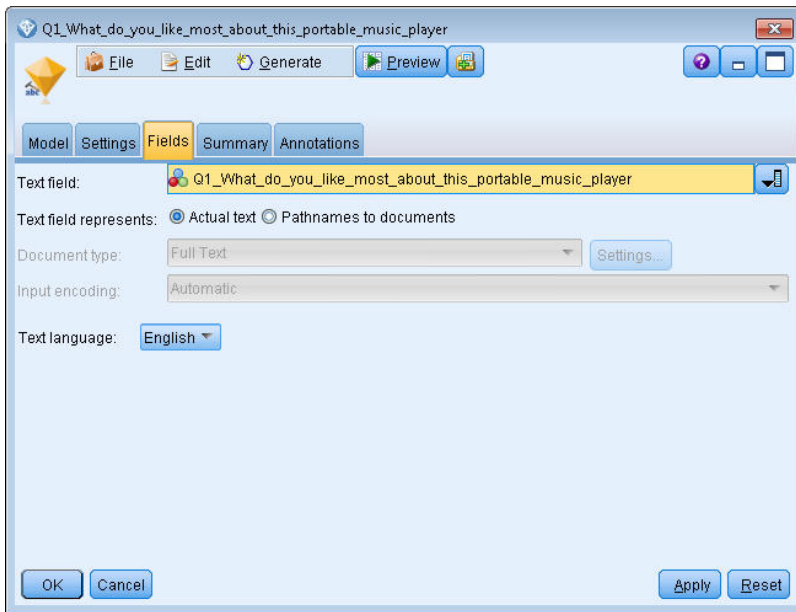 Q1_What_do_you_like_most_about_this_portable_music_player
File Edit Generate Preview
abc
Model Settings Fields Summary Annotations
Text field: Q1_What_do_you_like_most_about_this_portable_music_player
Text field represents: Actual text Pathnames to documents
Document type: Full Text Settings...
Input encoding: Automatic
Text language: English
OK Cancel Apply Reset